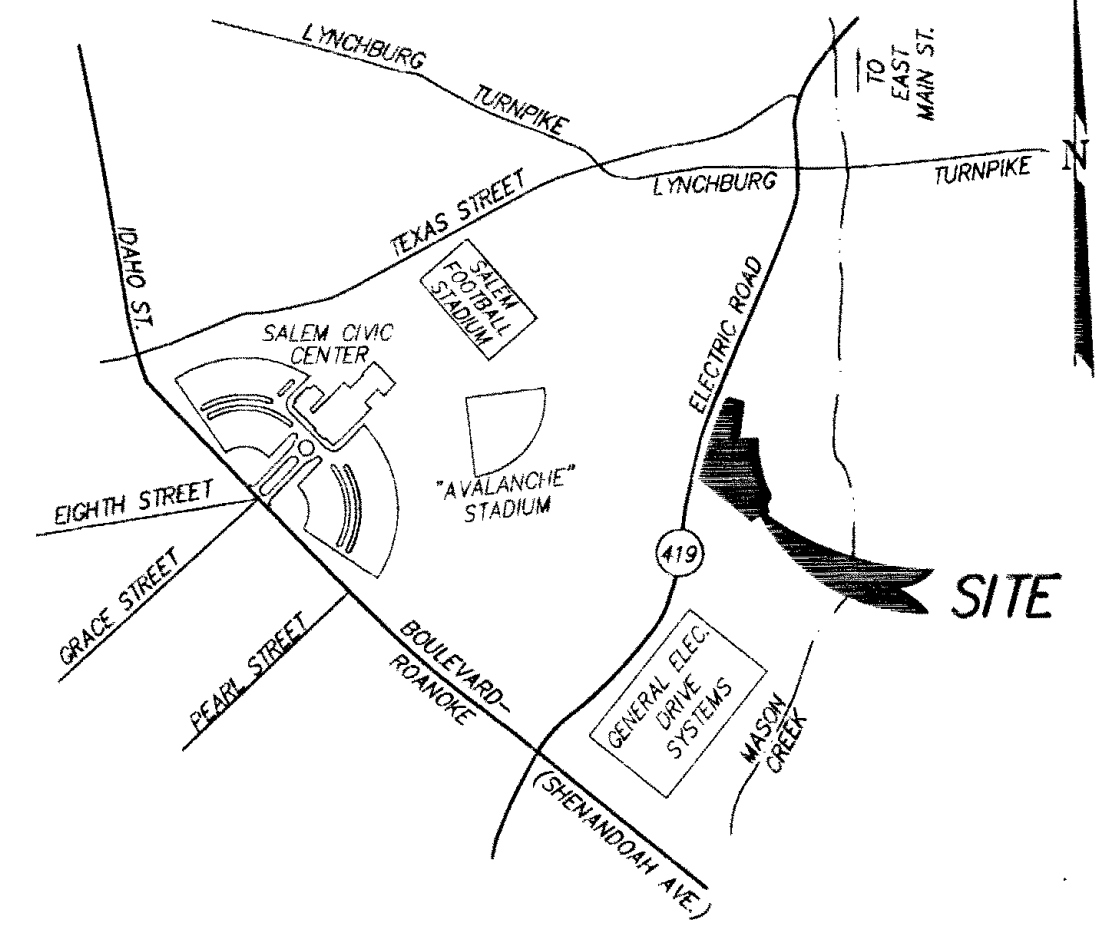 LYNCHBURG
TURNPIKE
TO
EAST
MAIN ST.
N
LYNCHBURG
TURNPIKE
TEXAS STREET
IDAHO ST.
SALEM
FOOTBALL
STADIUM
ELECTRIC ROAD
SALEM CIVIC
CENTER
"AVALANCHE"
STADIUM
EIGHTH STREET
419
SITE
GRACE STREET
PEARL STREET
BOULEVARD—
ROANOKE
GENERAL ELEC.
DRIVE
SYSTEMS
MASON
CREEK
(SHENANDOAH AVE.)